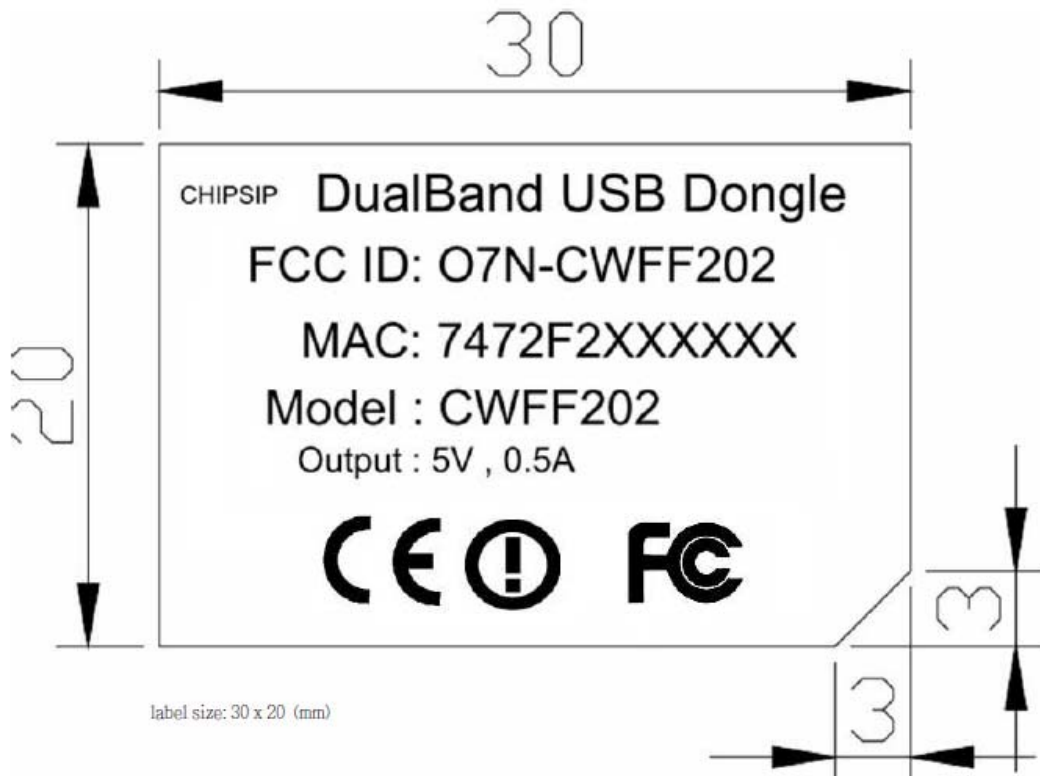 30
CHIPSIP DualBand USB Dongle
FCC ID: O7N-CWFF202
MAC: 7472F2XXXXXX
Model : CWFF202
Output : 5V , 0.5A
20
CE ! FC
3
3
label size: 30 x 20 (mm)